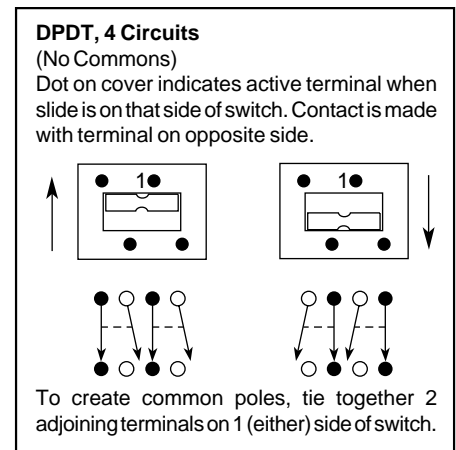 DPDT, 4 Circuits
(No Commons)
Dot on cover indicates active terminal when
slide is on that side of switch. Contact is made
with terminal on opposite side.
1 1
To create common poles, tie together 2
adjoining terminals on 1 (either) side of switch.